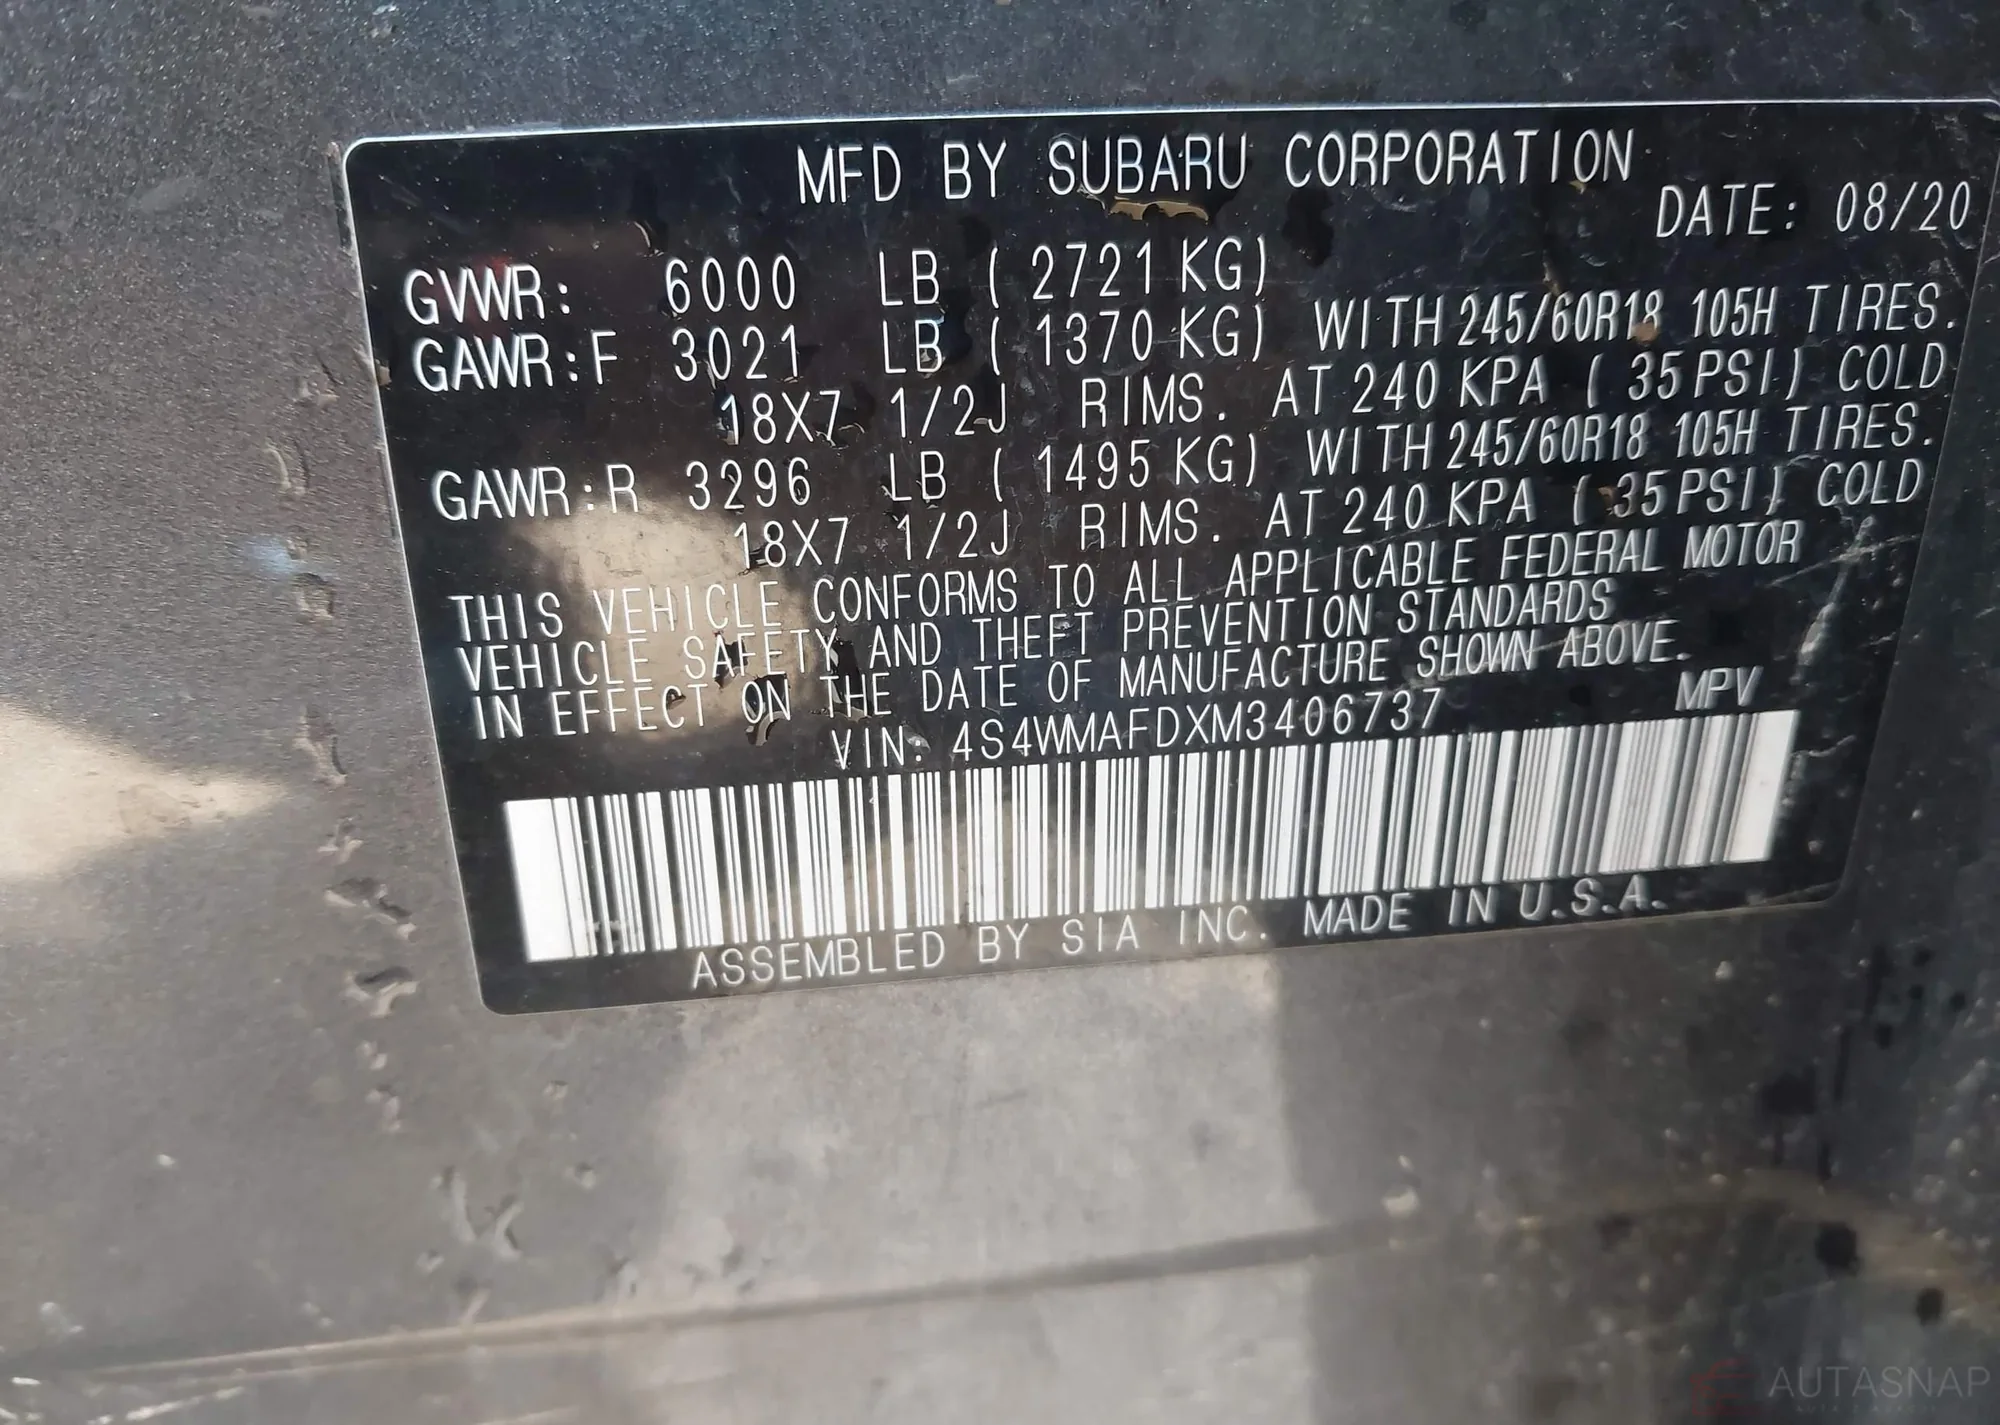 MFD BY SUBARU CORPORATION
DATE: 08/20
GVWR: 6000 LB ( 2721 KG)
GAWR:F 3021 LB ( 1370 KG) WITH 245/60R18 105H TIRES.
18X7 1/2J RIMS. AT 240 KPA ( 35 PSI) COLD
GAWR:R 3296 LB ( 1495 KG) WITH 245/60R18 105H TIRES.
18X7 1/2J RIMS. AT 240 KPA ( 35 PSI) COLD
THIS VEHICLE CONFORMS TO ALL APPLICABLE FEDERAL MOTOR
VEHICLE SAFETY AND THEFT PREVENTION STANDARDS
IN EFFECT ON THE DATE OF MANUFACTURE SHOWN ABOVE.
VIN: 4S4WMAFDXM3406737 MPV
ASSEMBLED BY SIA INC. MADE IN U.S.A.
AUTASNAP